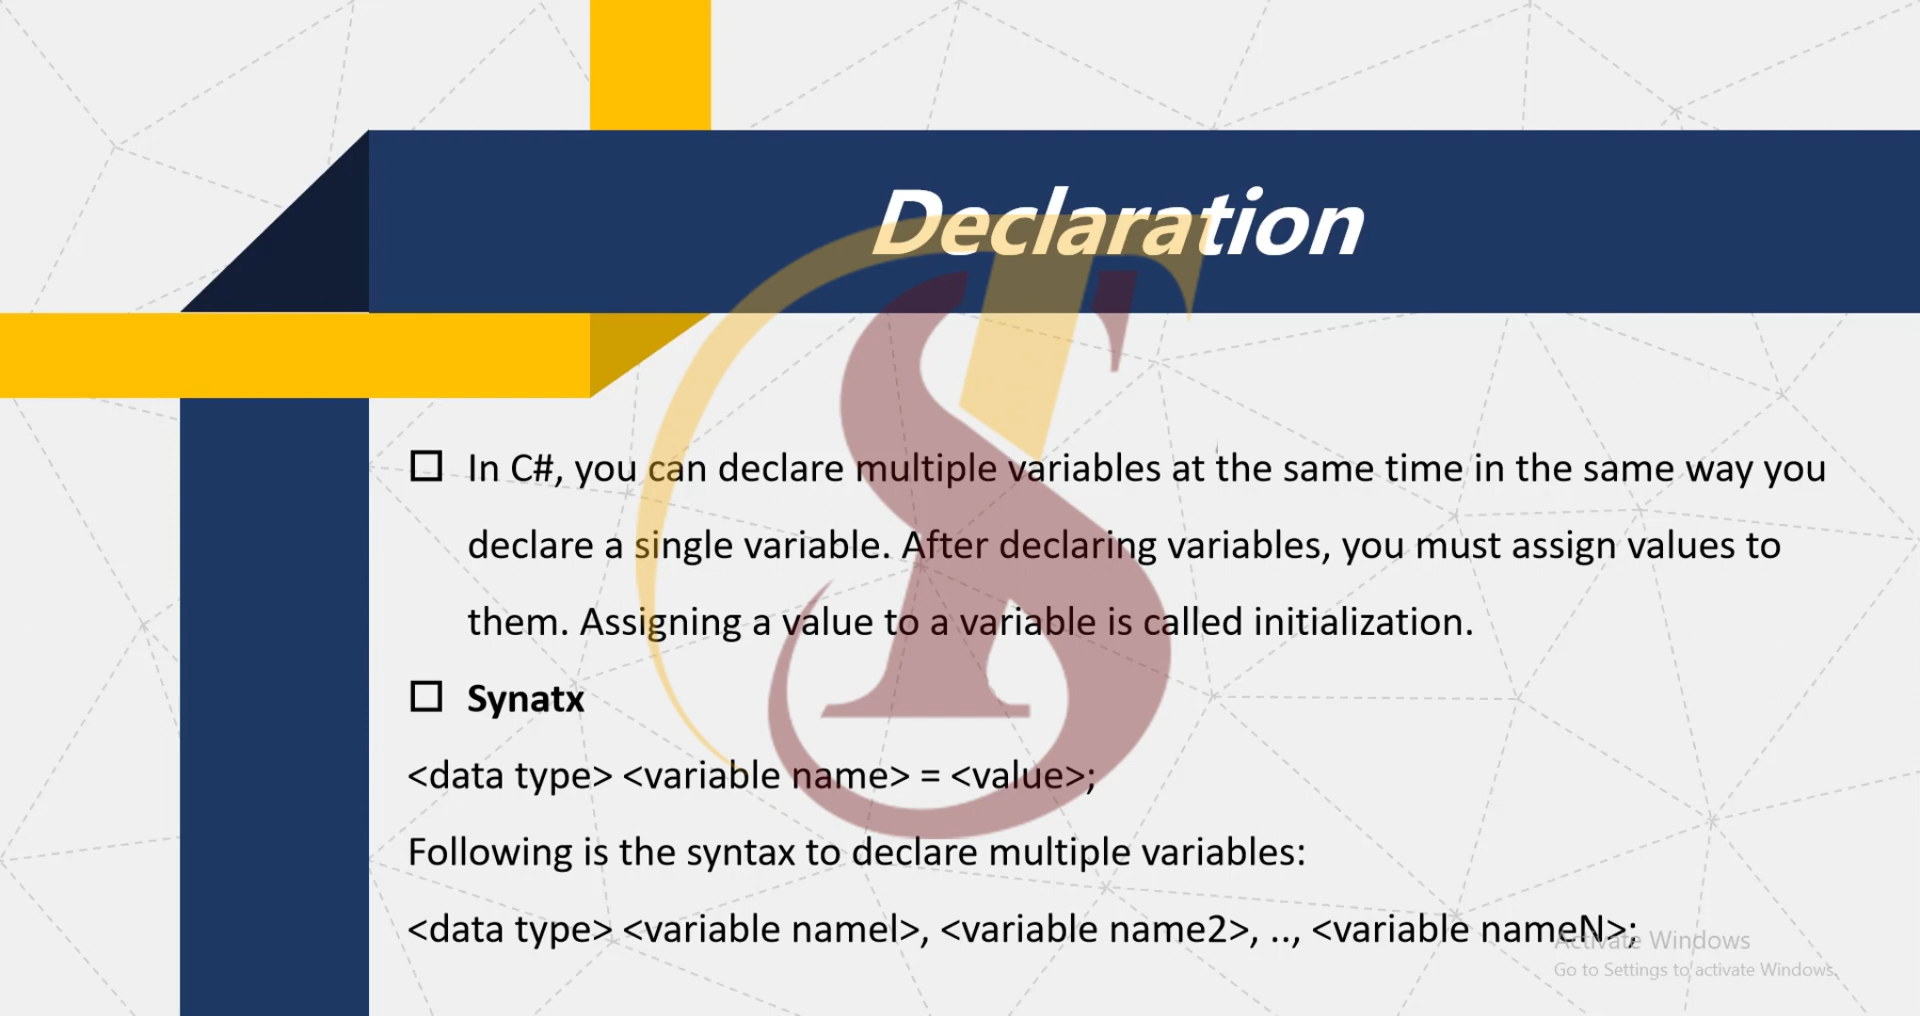 Declaration
☐ In C#, you can declare multiple variables at the same time in the same way you
declare a single variable. After declaring variables, you must assign values to
them. Assigning a value to a variable is called initialization.
☐ Synatx
<data type> <variable name> = <value>;
Following is the syntax to declare multiple variables:
<data type> <variable namel>, <variable name2>, .., <variable nameN>;
Activate Windows
Go to Settings to activate Windows.